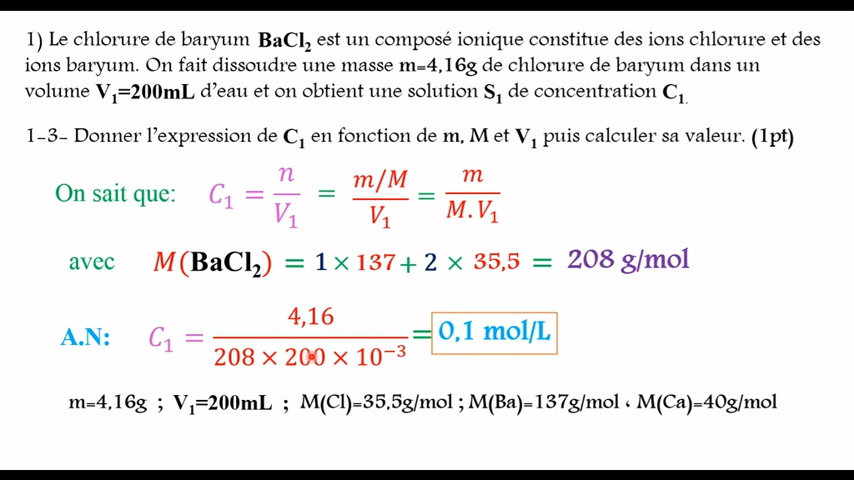 1) Le chlorure de baryum BaCl₂ est un composé ionique constitue des ions chlorure et des
ions baryum. On fait dissoudre une masse m=4,16g de chlorure de baryum dans un
volume V₁=200mL d'eau et on obtient une solution S₁ de concentration C₁.
1-3- Donner l'expression de C₁ en fonction de m, M et V₁ puis calculer sa valeur. (1pt)
On sait que: C₁ = n/V₁ = (m/M)/V₁ = m/(M.V₁)
avec M(BaCl₂) = 1 × 137 + 2 × 35,5 = 208 g/mol
A.N: C₁ = 4,16/(208 × 200 × 10⁻³) = 0,1 mol/L
m=4,16g ; V₁=200mL ; M(Cl)=35,5g/mol ; M(Ba)=137g/mol ، M(Ca)=40g/mol